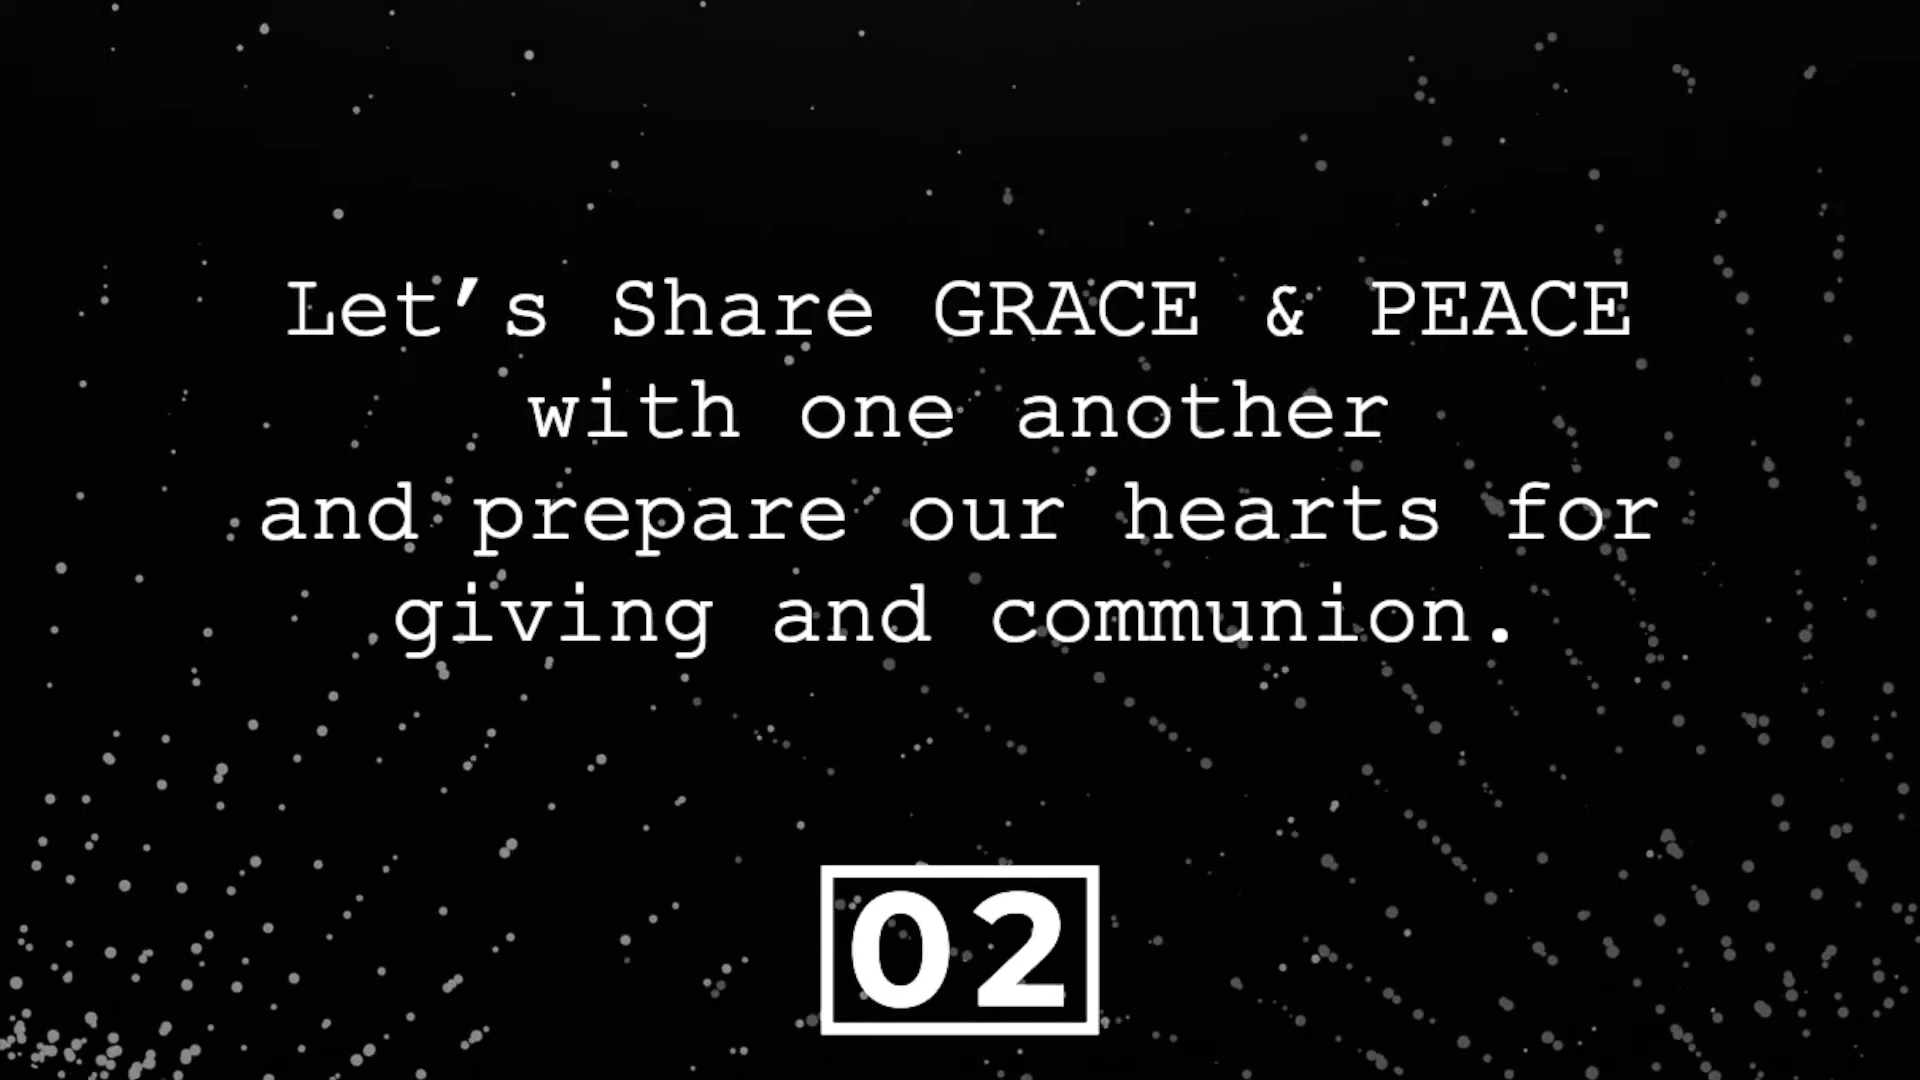 Let’s Share GRACE & PEACE
with one another
and prepare our hearts for
giving and communion.
02